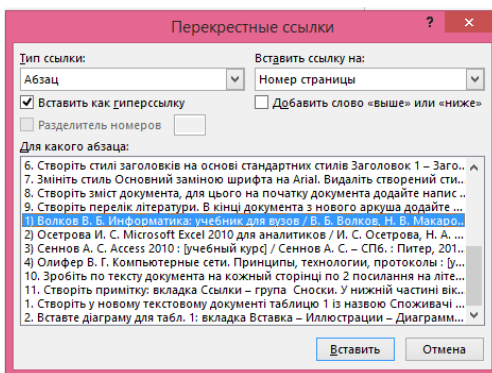 Перекрестные ссылки
? ×
Тип ссылки:
Вставить ссылку на:
Абзац
Номер страницы
Вставить как гиперссылку
Добавить слово «выше» или «ниже»
Разделитель номеров
Для какого абзаца:
6. Створіть стилі заголовків на основі стандартних стилів Заголовок 1 – Заго...
7. Змініть стиль Основний заміною шрифта на Arial. Видаліть створений сти...
8. Створіть зміст документа, для цього на початку документа додайте напис ..
9. Створіть перелік літератури. В кінці документа з нового аркуша додайте ...
1) Волков В. Б. Информатика: учебник для вузов / В. Б. Волков, Н. В. Макаро..
2) Осетрова И. С. Microsoft Excel 2010 для аналитиков / И. С. Осетрова, Н. А. ...
3) Сеннов А. С. Access 2010 : [учебный курс] / Сеннов А. С. – СПб. : Питер, 201...
4) Олифер В. Г. Компьютерные сети. Принципы, технологии, протоколы : [у...
10. Зробіть по тексту документа на кожный сторінці по 2 посилання на літе...
11. Створіть примітку: вкладка Ссылки – група Сноски. У нижній частині вік...
1. Створіть у новому текстовому документі таблицю 1 із назвою Споживачі ...
2. Вставте діаграму для табл. 1: вкладка Вставка – Иллюстрации – Диаграмм...
Вставить
Отмена